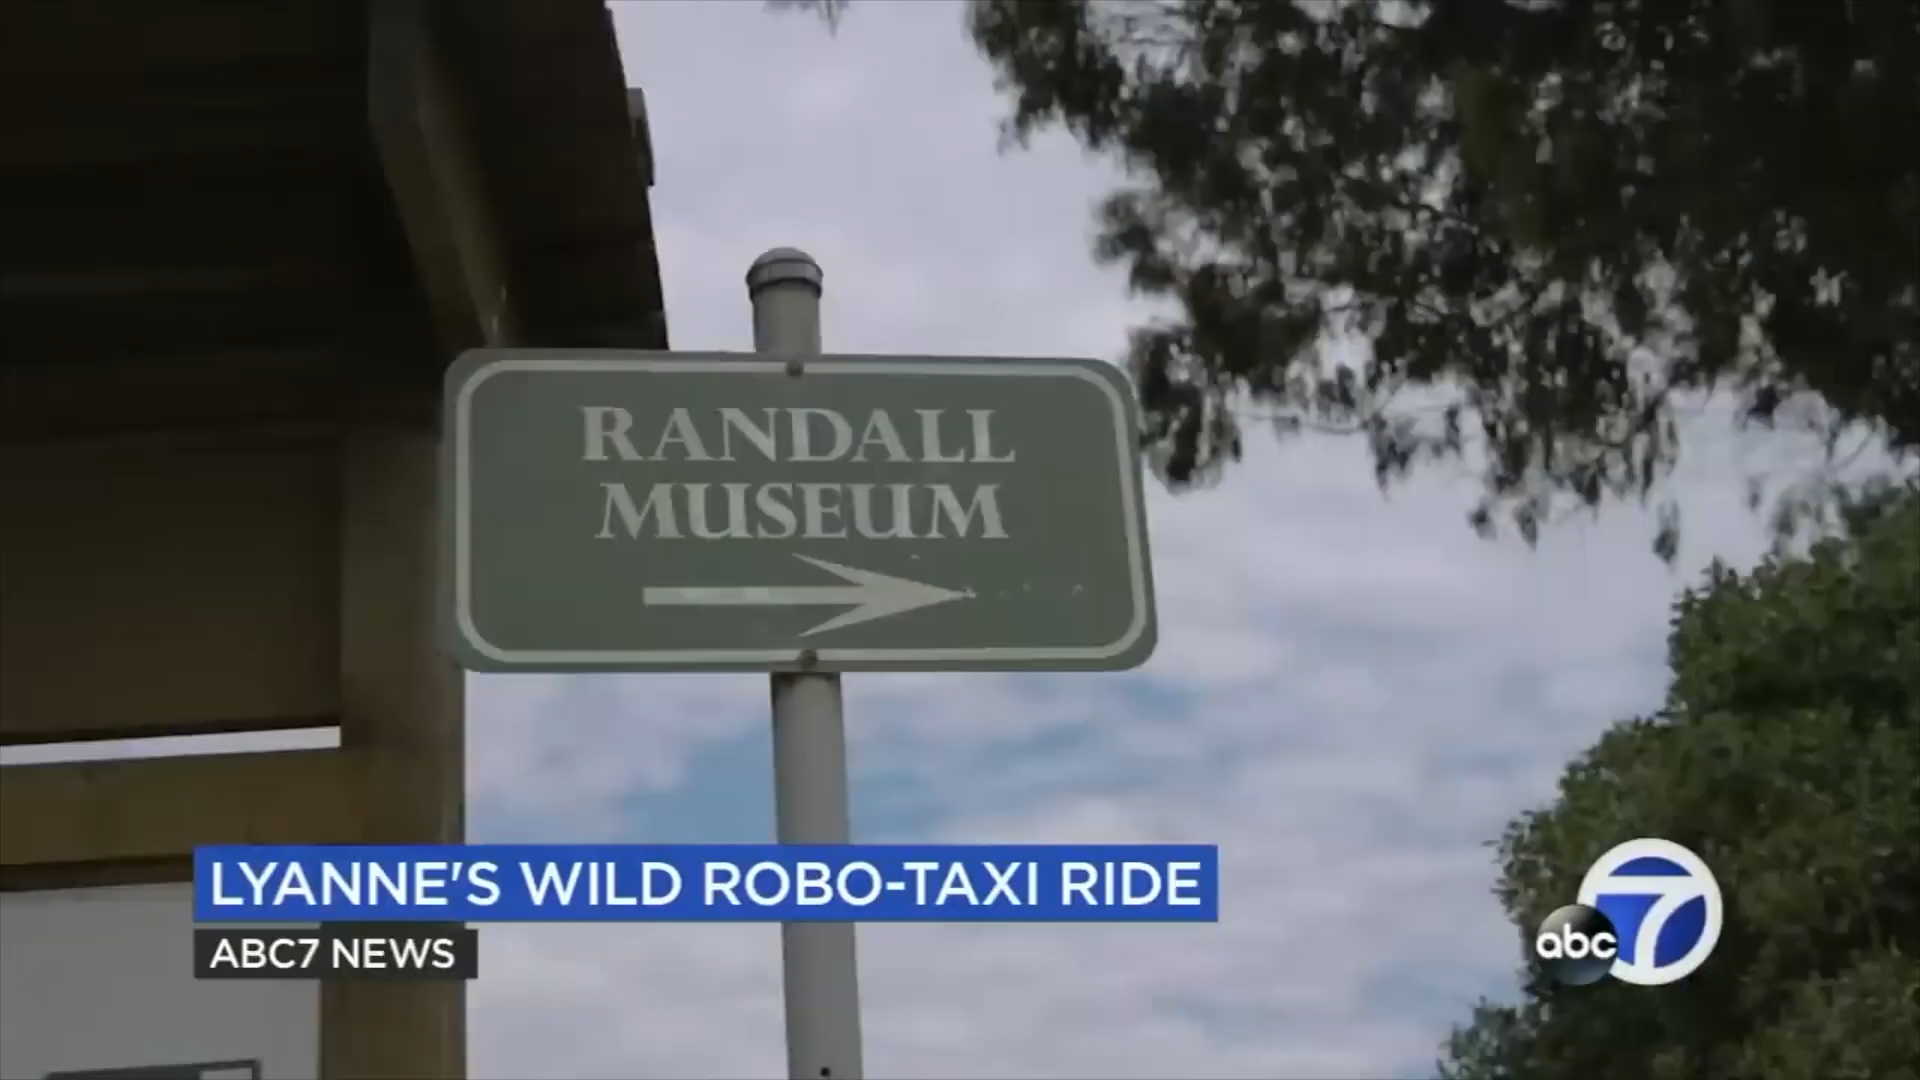 RANDALL
MUSEUM
LYANNE'S WILD ROBO-TAXI RIDE
ABC7 NEWS
abc 7